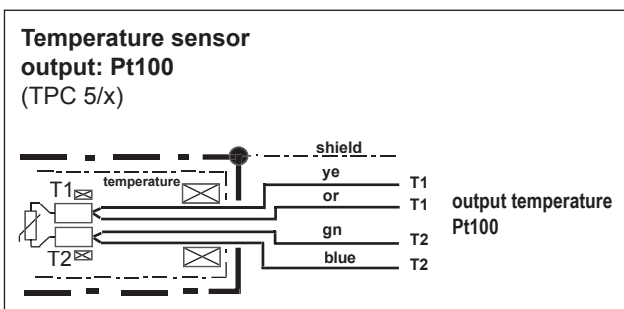 Temperature sensor
output: Pt100
(TPC 5/x)
shield
ye
T1
temperature
T1
or
T1
output temperature
Pt100
gn
T2
T2
blue
T2